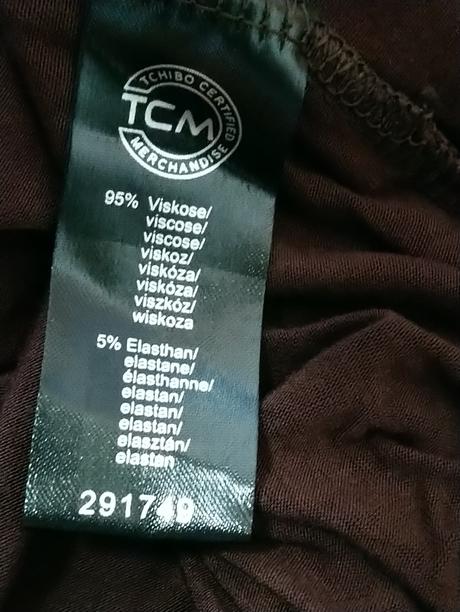 TCHIBO CERTIFIED
TCM
MERCHANDISE
95% Viskose/
viscose/
viscose/
viskoz/
viskóza/
viskóza/
viszkóz/
wiskoza
5% Elasthan/
elastane/
élasthanne/
elastan/
elastan/
elastan/
elasztán/
elastan